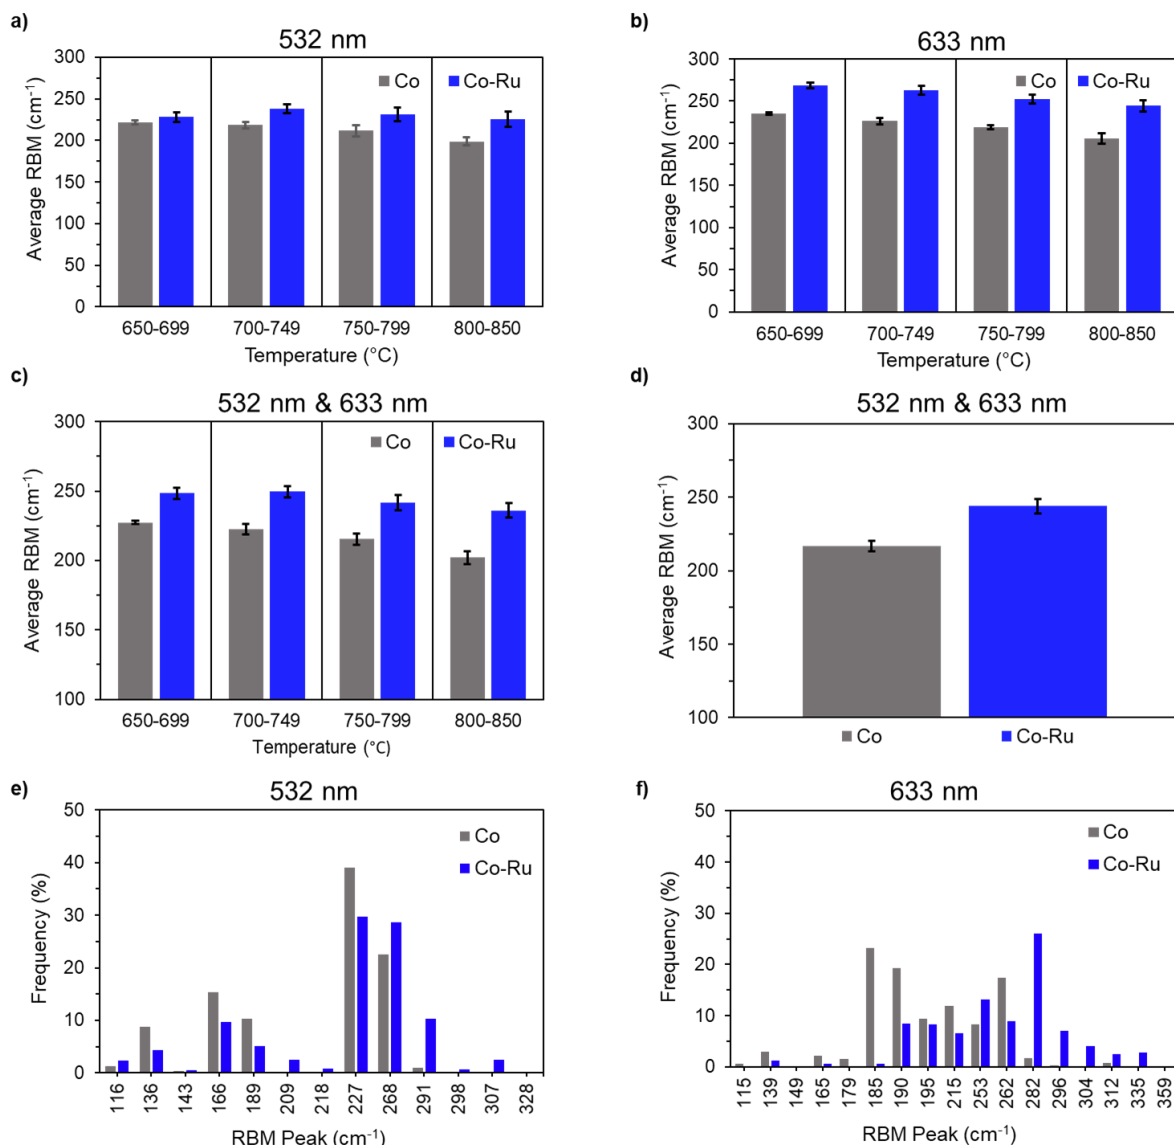 a)
532 nm
300
250
200
150
100
50
0
Average RBM (cm⁻¹)
Co
Co-Ru
650-699
700-749
750-799
800-850
Temperature (°C)
b)
633 nm
300
250
200
150
100
50
0
Average RBM (cm⁻¹)
Co
Co-Ru
650-699
700-749
750-799
800-850
Temperature (°C)
c)
532 nm & 633 nm
300
250
200
150
100
Average RBM (cm⁻¹)
Co
Co-Ru
650-699
700-749
750-799
800-850
Temperature (°C)
d)
532 nm & 633 nm
300
250
200
150
100
Average RBM (cm⁻¹)
Co
Co-Ru
e)
532 nm
50
40
30
20
10
0
Frequency (%)
Co
Co-Ru
116
136
143
166
189
209
218
227
268
291
298
307
328
RBM Peak (cm⁻¹)
f)
633 nm
50
40
30
20
10
0
Frequency (%)
Co
Co-Ru
115
139
149
165
179
185
190
195
215
253
262
282
296
304
312
335
359
RBM Peak (cm⁻¹)